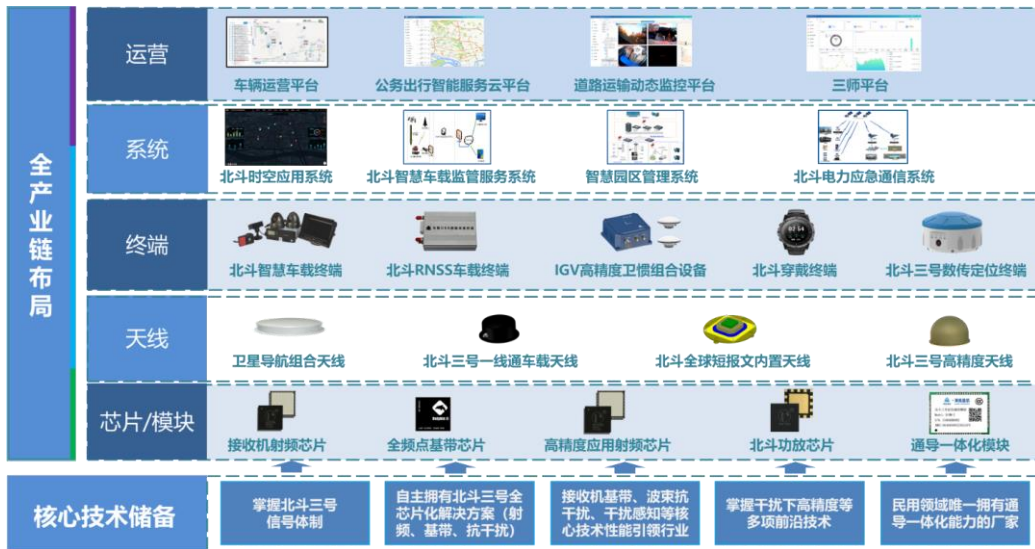 全产业链布局
运营
车辆运营平台
公务出行智能服务云平台
道路运输动态监控平台
三师平台
系统
北斗时空应用系统
北斗智慧车载监管服务系统
智慧园区管理系统
北斗电力应急通信系统
终端
北斗智慧车载终端
北斗RNSS车载终端
IGV高精度卫惯组合设备
北斗穿戴终端
北斗三号数传定位终端
天线
卫星导航组合天线
北斗三号一线通车载天线
北斗全球短报文内置天线
北斗三号高精度天线
芯片/模块
接收机射频芯片
全频点基带芯片
高精度应用射频芯片
北斗功放芯片
通导一体化模块
核心技术储备
掌握北斗三号
信号体制
自主拥有北斗三号全
芯片化解决方案（射
频、基带、抗干扰）
接收机基带、波束抗
干扰、干扰感知等核
心技术性能引领行业
掌握干扰下高精度等
多项前沿技术
民用领域唯一拥有通
导一体化能力的厂家